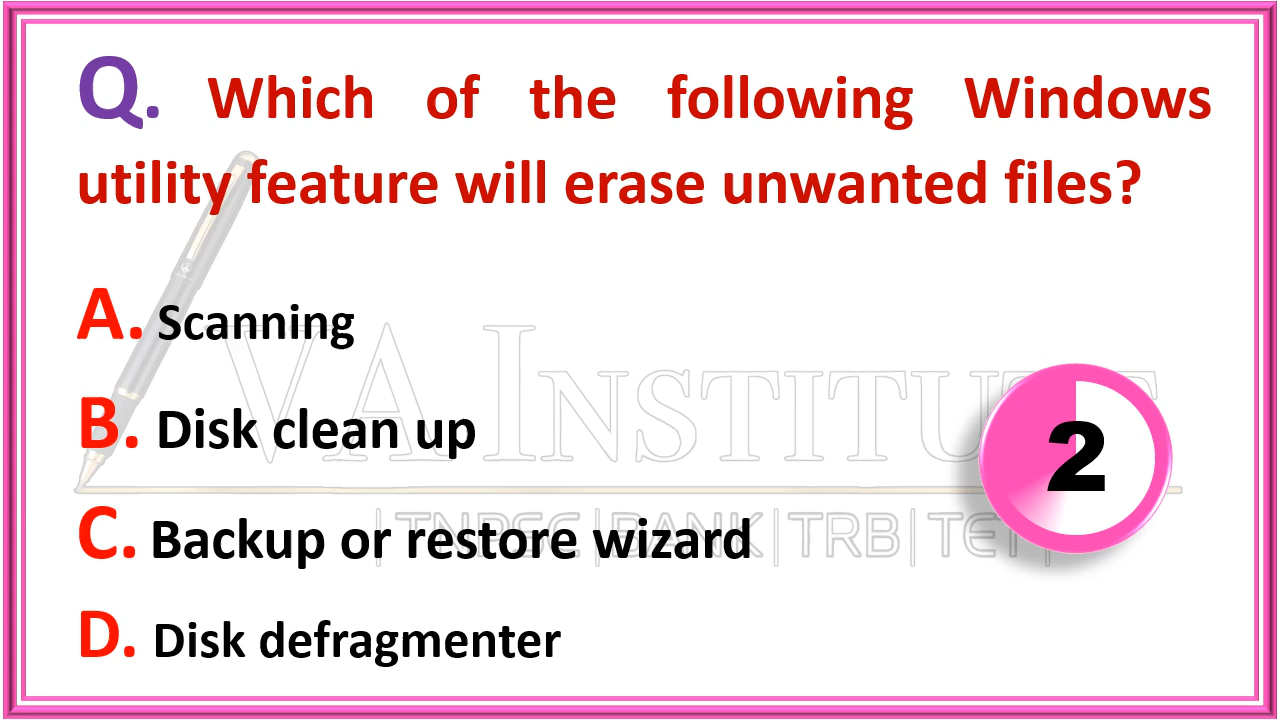 Q. Which of the following Windows
utility feature will erase unwanted files?
A. Scanning
B. Disk clean up
C. Backup or restore wizard
D. Disk defragmenter
2
VA INSTITUTE
|TNPSC|BANK|TRB|TET|